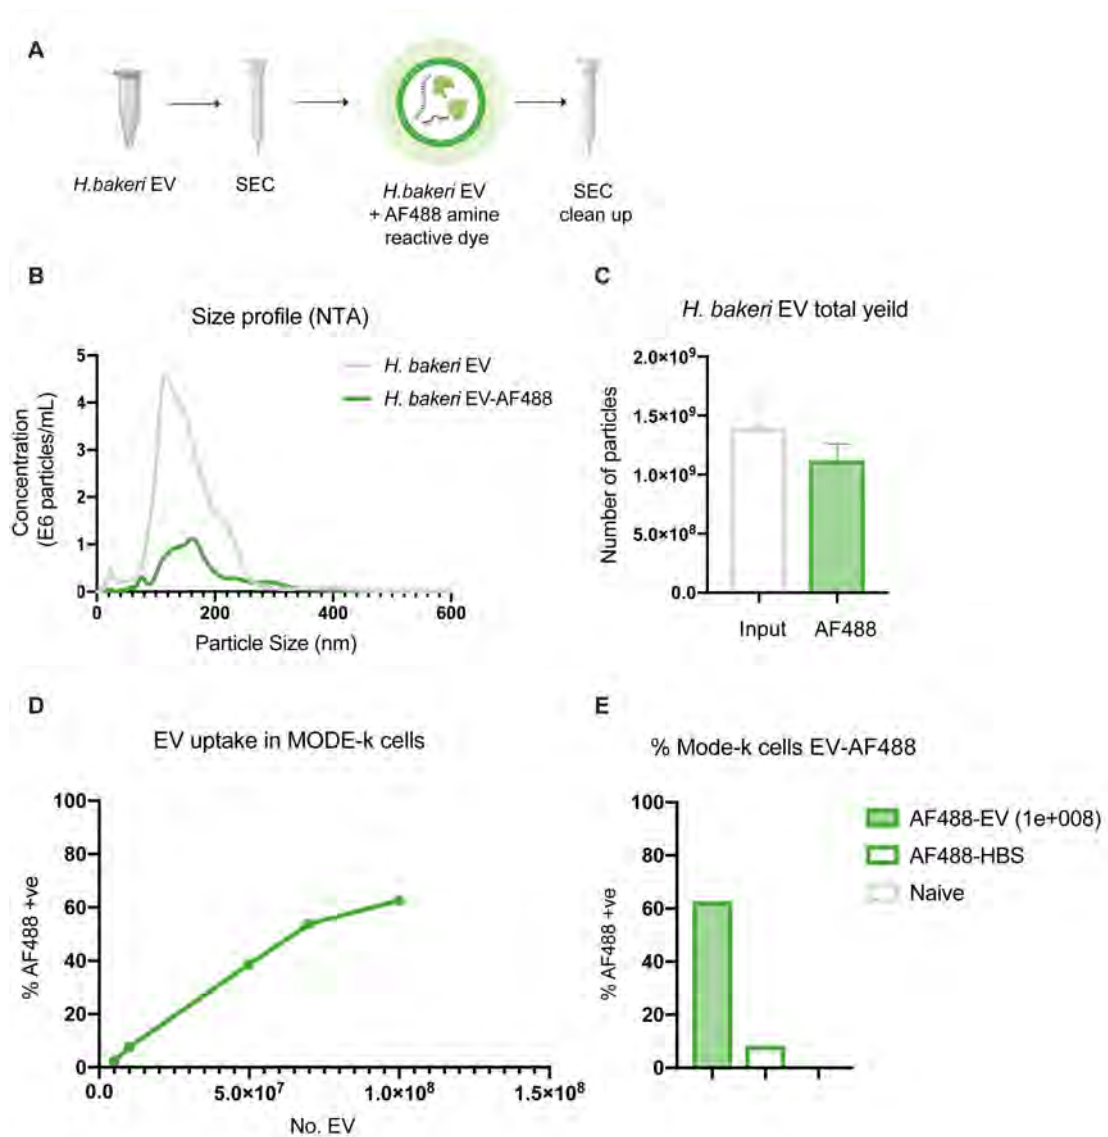 A
H.bakeri EV
SEC
H.bakeri EV
+ AF488 amine
reactive dye
SEC
clean up
B
Size profile (NTA)
H. bakeri EV
H. bakeri EV-AF488
Concentration
(E6 particles/mL)
5
4
3
2
1
0
0
200
400
600
Particle Size (nm)
C
H. bakeri EV total yeild
Number of particles
2.0×10⁹
1.5×10⁹
1.0×10⁹
5.0×10⁸
0.0
Input
AF488
D
EV uptake in MODE-k cells
% AF488 +ve
100
80
60
40
20
0
0.0
5.0×10⁷
1.0×10⁸
1.5×10⁸
No. EV
E
% Mode-k cells EV-AF488
% AF488 +ve
100
80
60
40
20
0
AF488-EV (1e+008)
AF488-HBS
Naive